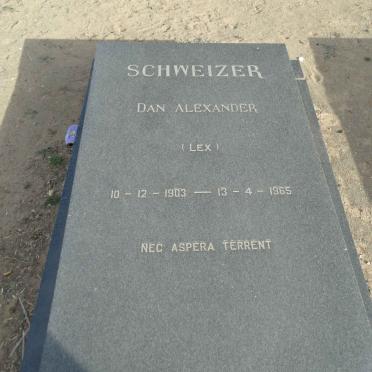 SCHWEIZER
DAN ALEXANDER
(LEX)
10-12-1903 — 13-4-1965
NEC ASPERA TERRENT